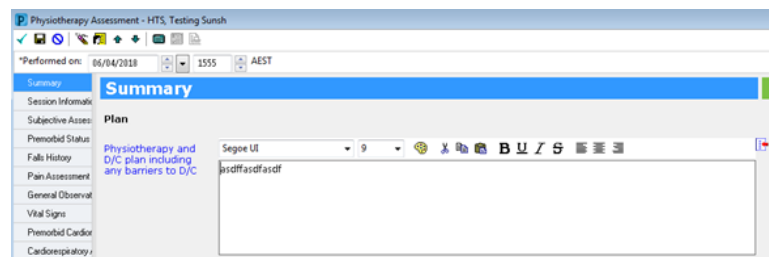 Physiotherapy Assessment - HTS, Testing Sunsh
*Performed on: 06/04/2018 1555 AEST
Summary
Session Informatic
Subjective Asses
Premorbid Status
Falls History
Pain Assessment
General Observat
Vital Signs
Premorbid Cardior
Cardiorespiratory
Summary
Plan
Physiotherapy and
D/C plan including
any barriers to D/C
Segoe UI 9 B U I S
asdffasdfasdf